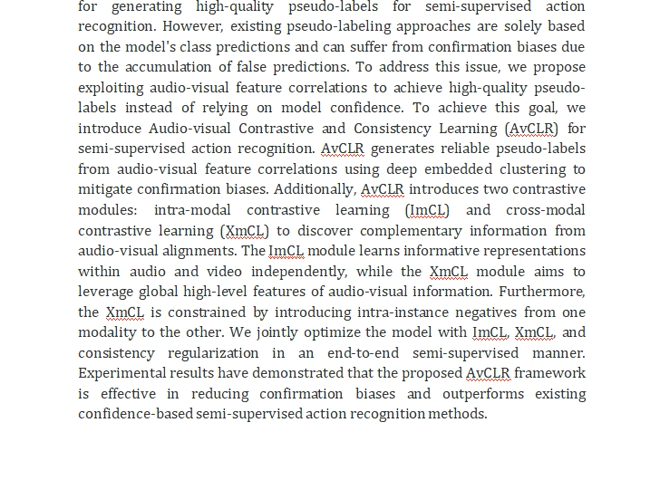 for generating high-quality pseudo-labels for semi-supervised action
recognition. However, existing pseudo-labeling approaches are solely based
on the model's class predictions and can suffer from confirmation biases due
to the accumulation of false predictions. To address this issue, we propose
exploiting audio-visual feature correlations to achieve high-quality pseudo-
labels instead of relying on model confidence. To achieve this goal, we
introduce Audio-visual Contrastive and Consistency Learning (AvCLR) for
semi-supervised action recognition. AvCLR generates reliable pseudo-labels
from audio-visual feature correlations using deep embedded clustering to
mitigate confirmation biases. Additionally, AvCLR introduces two contrastive
modules: intra-modal contrastive learning (ImCL) and cross-modal
contrastive learning (XmCL) to discover complementary information from
audio-visual alignments. The ImCL module learns informative representations
within audio and video independently, while the XmCL module aims to
leverage global high-level features of audio-visual information. Furthermore,
the XmCL is constrained by introducing intra-instance negatives from one
modality to the other. We jointly optimize the model with ImCL, XmCL, and
consistency regularization in an end-to-end semi-supervised manner.
Experimental results have demonstrated that the proposed AvCLR framework
is effective in reducing confirmation biases and outperforms existing
confidence-based semi-supervised action recognition methods.